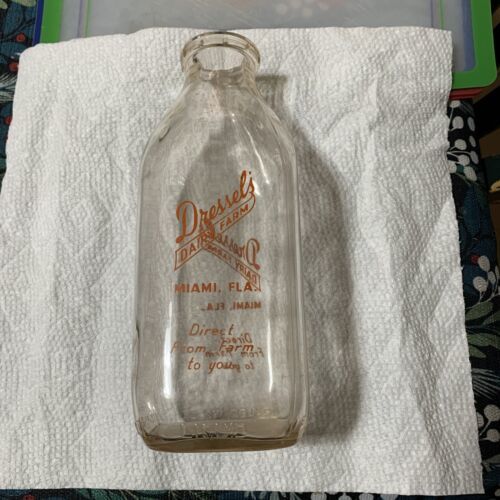 Dressel's
DAIRY FARM
MIAMI, FLA.
Direct
From Farm
to you